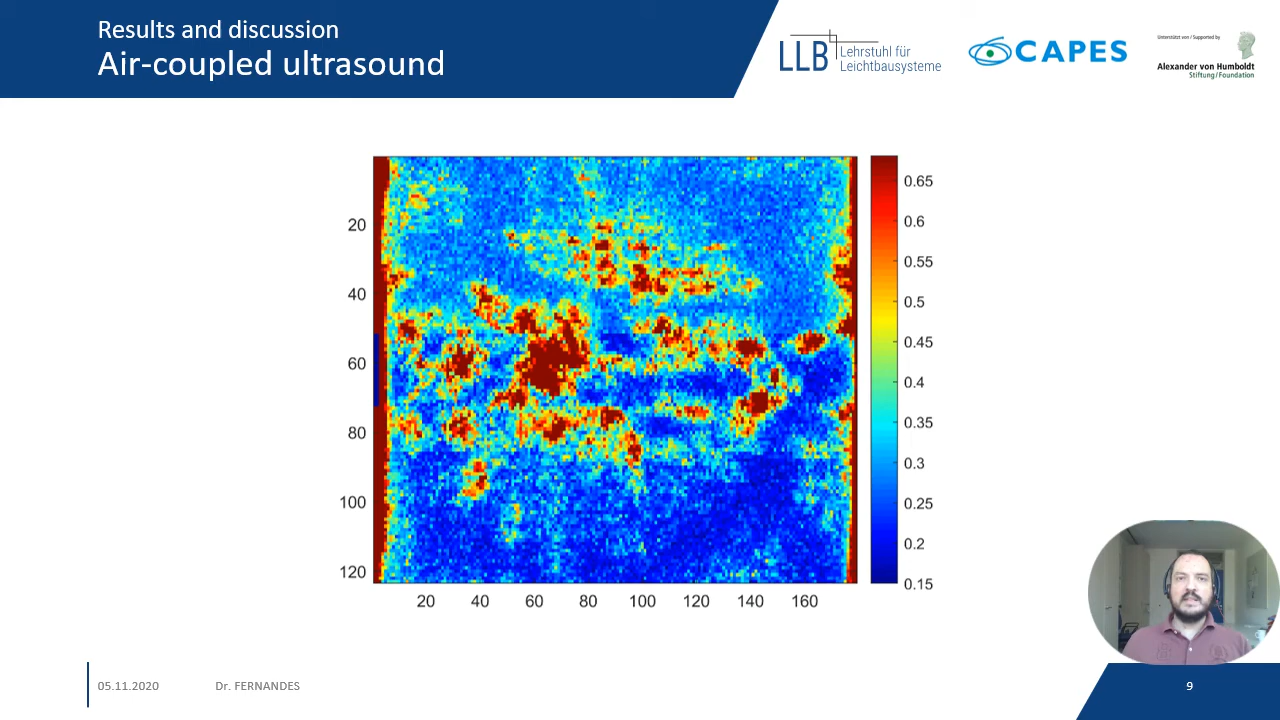 Results and discussion
Air-coupled ultrasound
LLB Lehrstuhl für
Leichtbausysteme
CAPES
Unterstützt von / Supported by
Alexander von Humboldt
Stiftung/Foundation
20
40
60
80
100
120
20 40 60 80 100 120 140 160
0.65
0.6
0.55
0.5
0.45
0.4
0.35
0.3
0.25
0.2
0.15
05.11.2020 Dr. FERNANDES 9